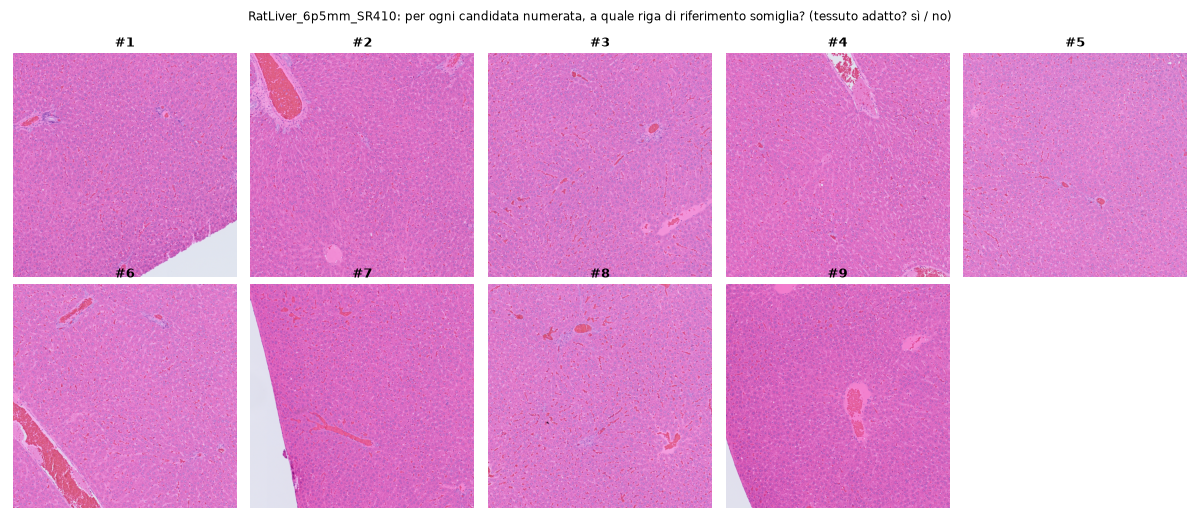 RatLiver_6p5mm_SR410: per ogni candidata numerata, a quale riga di riferimento somiglia? (tessuto adatto? sì / no)
#1 #2 #3 #4 #5
#6 #7 #8 #9